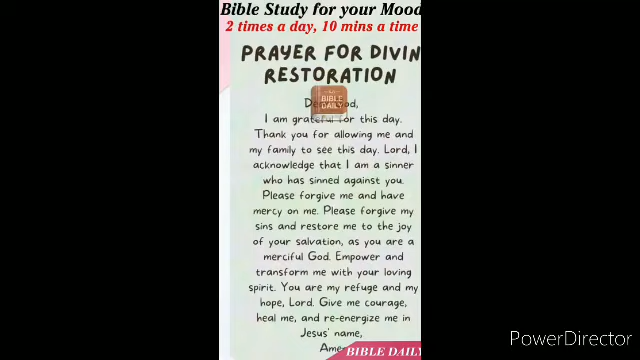 Bible Study for your Mood
2 times a day, 10 mins a time
PRAYER FOR DIVIN
RESTORATION
BIBLE
DAILY
I am grateful for this day.
Thank you for allowing me and
my family to see this day. Lord, I
acknowledge that I am a sinner
who has sinned against you.
Please forgive me and have
mercy on me. Please forgive my
sins and restore me to the joy
of your salvation, as you are a
merciful God. Empower and
transform me with your loving
spirit. You are my refuge and my
hope, Lord. Give me courage,
heal me, and re-energize me in
Jesus' name,
Ame
BIBLE DAILY
PowerDirector